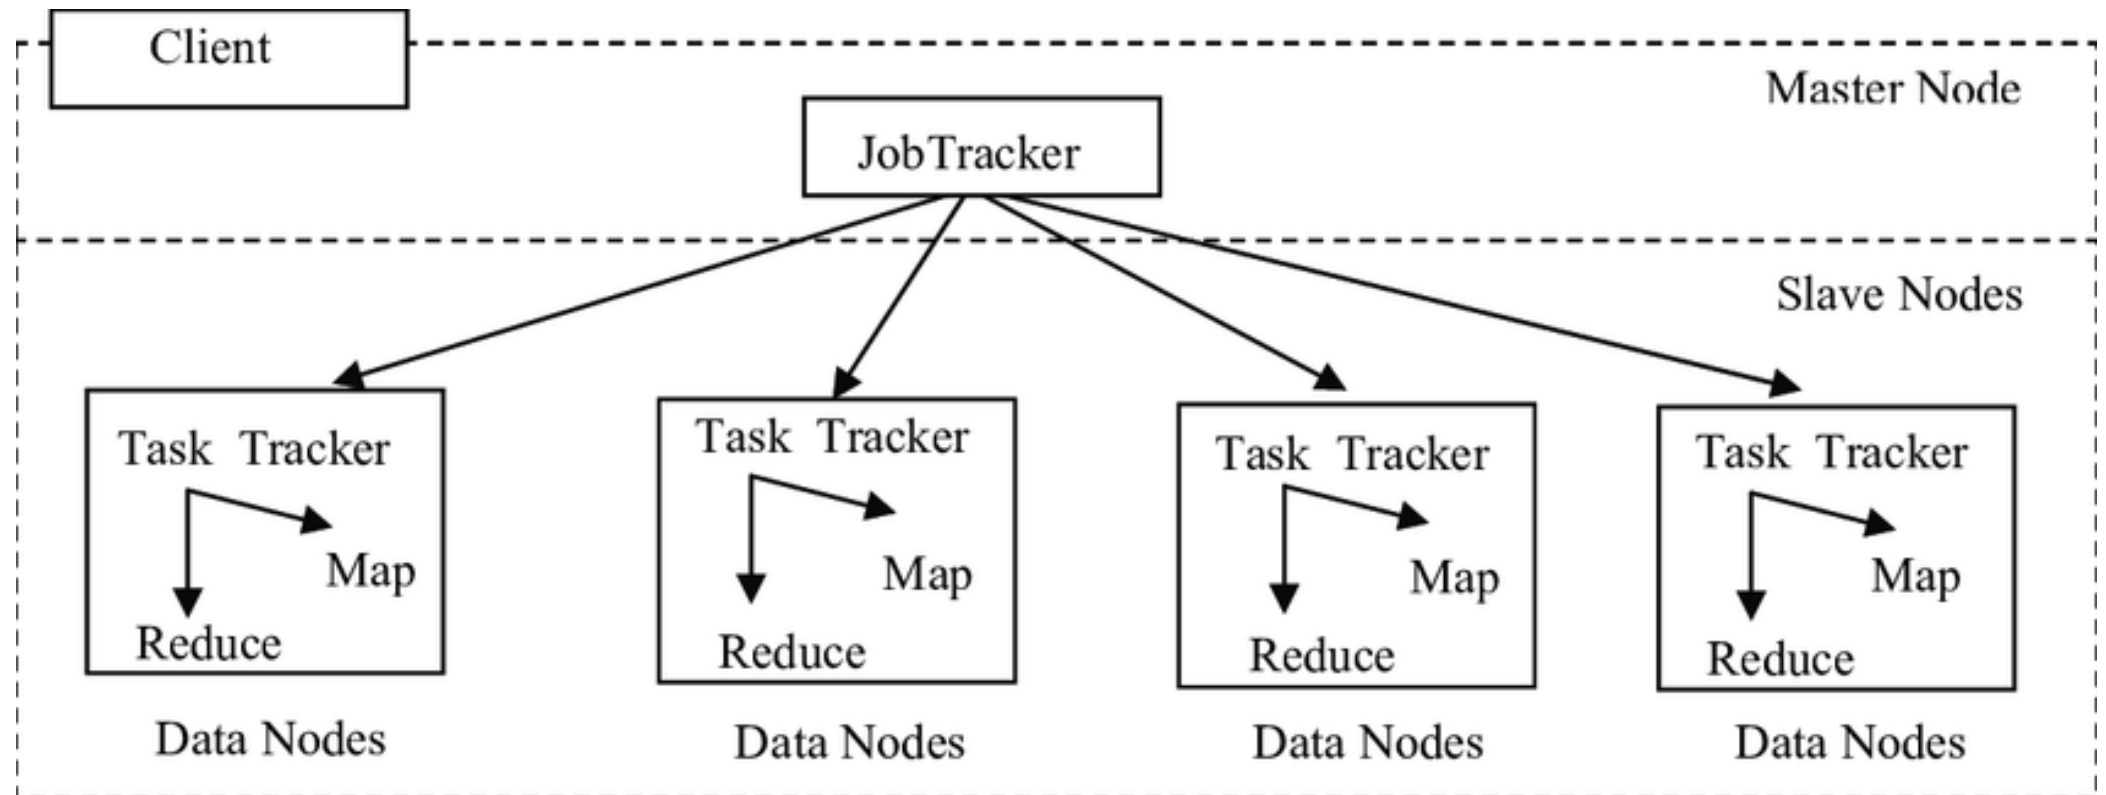 Client
Master Node
JobTracker
Slave Nodes
Task Tracker
Map
Reduce
Data Nodes
Task Tracker
Map
Reduce
Data Nodes
Task Tracker
Map
Reduce
Data Nodes
Task Tracker
Map
Reduce
Data Nodes